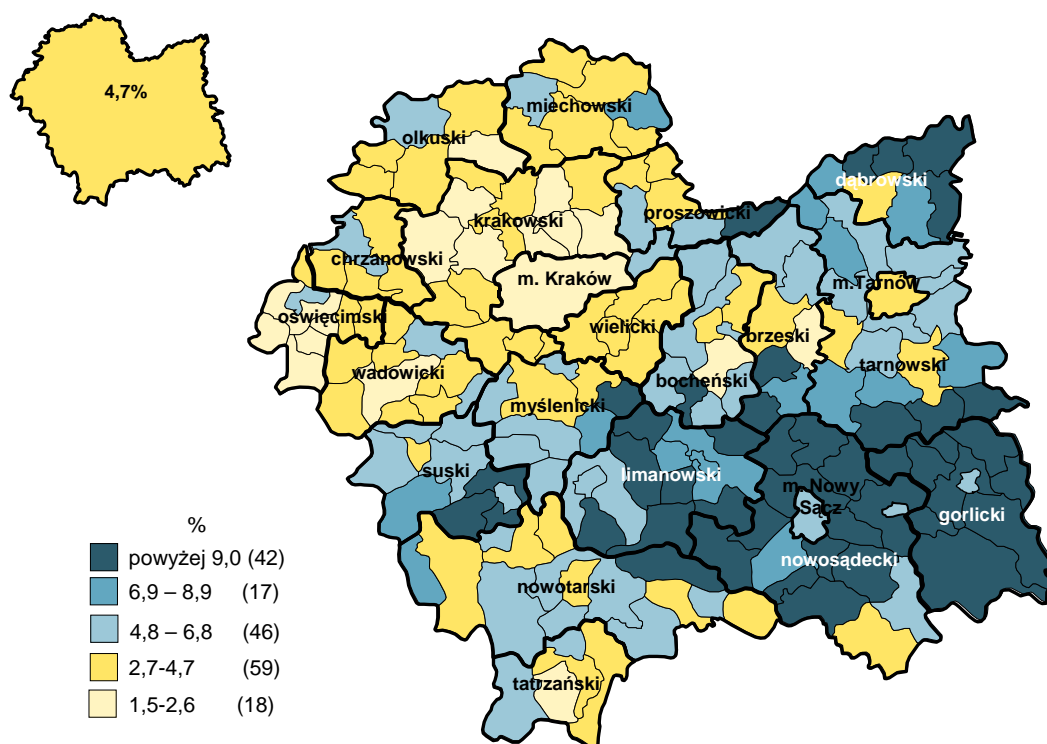 4,7%
miechowski
olkuski
dąbrowski
proszowicki
krakowski
chrzanowski
m. Kraków
m.Tarnów
oświęcimski
wielicki
brzeski
wadowicki
bocheński
tarnowski
myślenicki
suski
limanowski
m. Nowy
Sącz
gorlicki
nowosądecki
nowotarski
tatrzański
%
powyżej 9,0 (42)
6,9 – 8,9 (17)
4,8 – 6,8 (46)
2,7-4,7 (59)
1,5-2,6 (18)